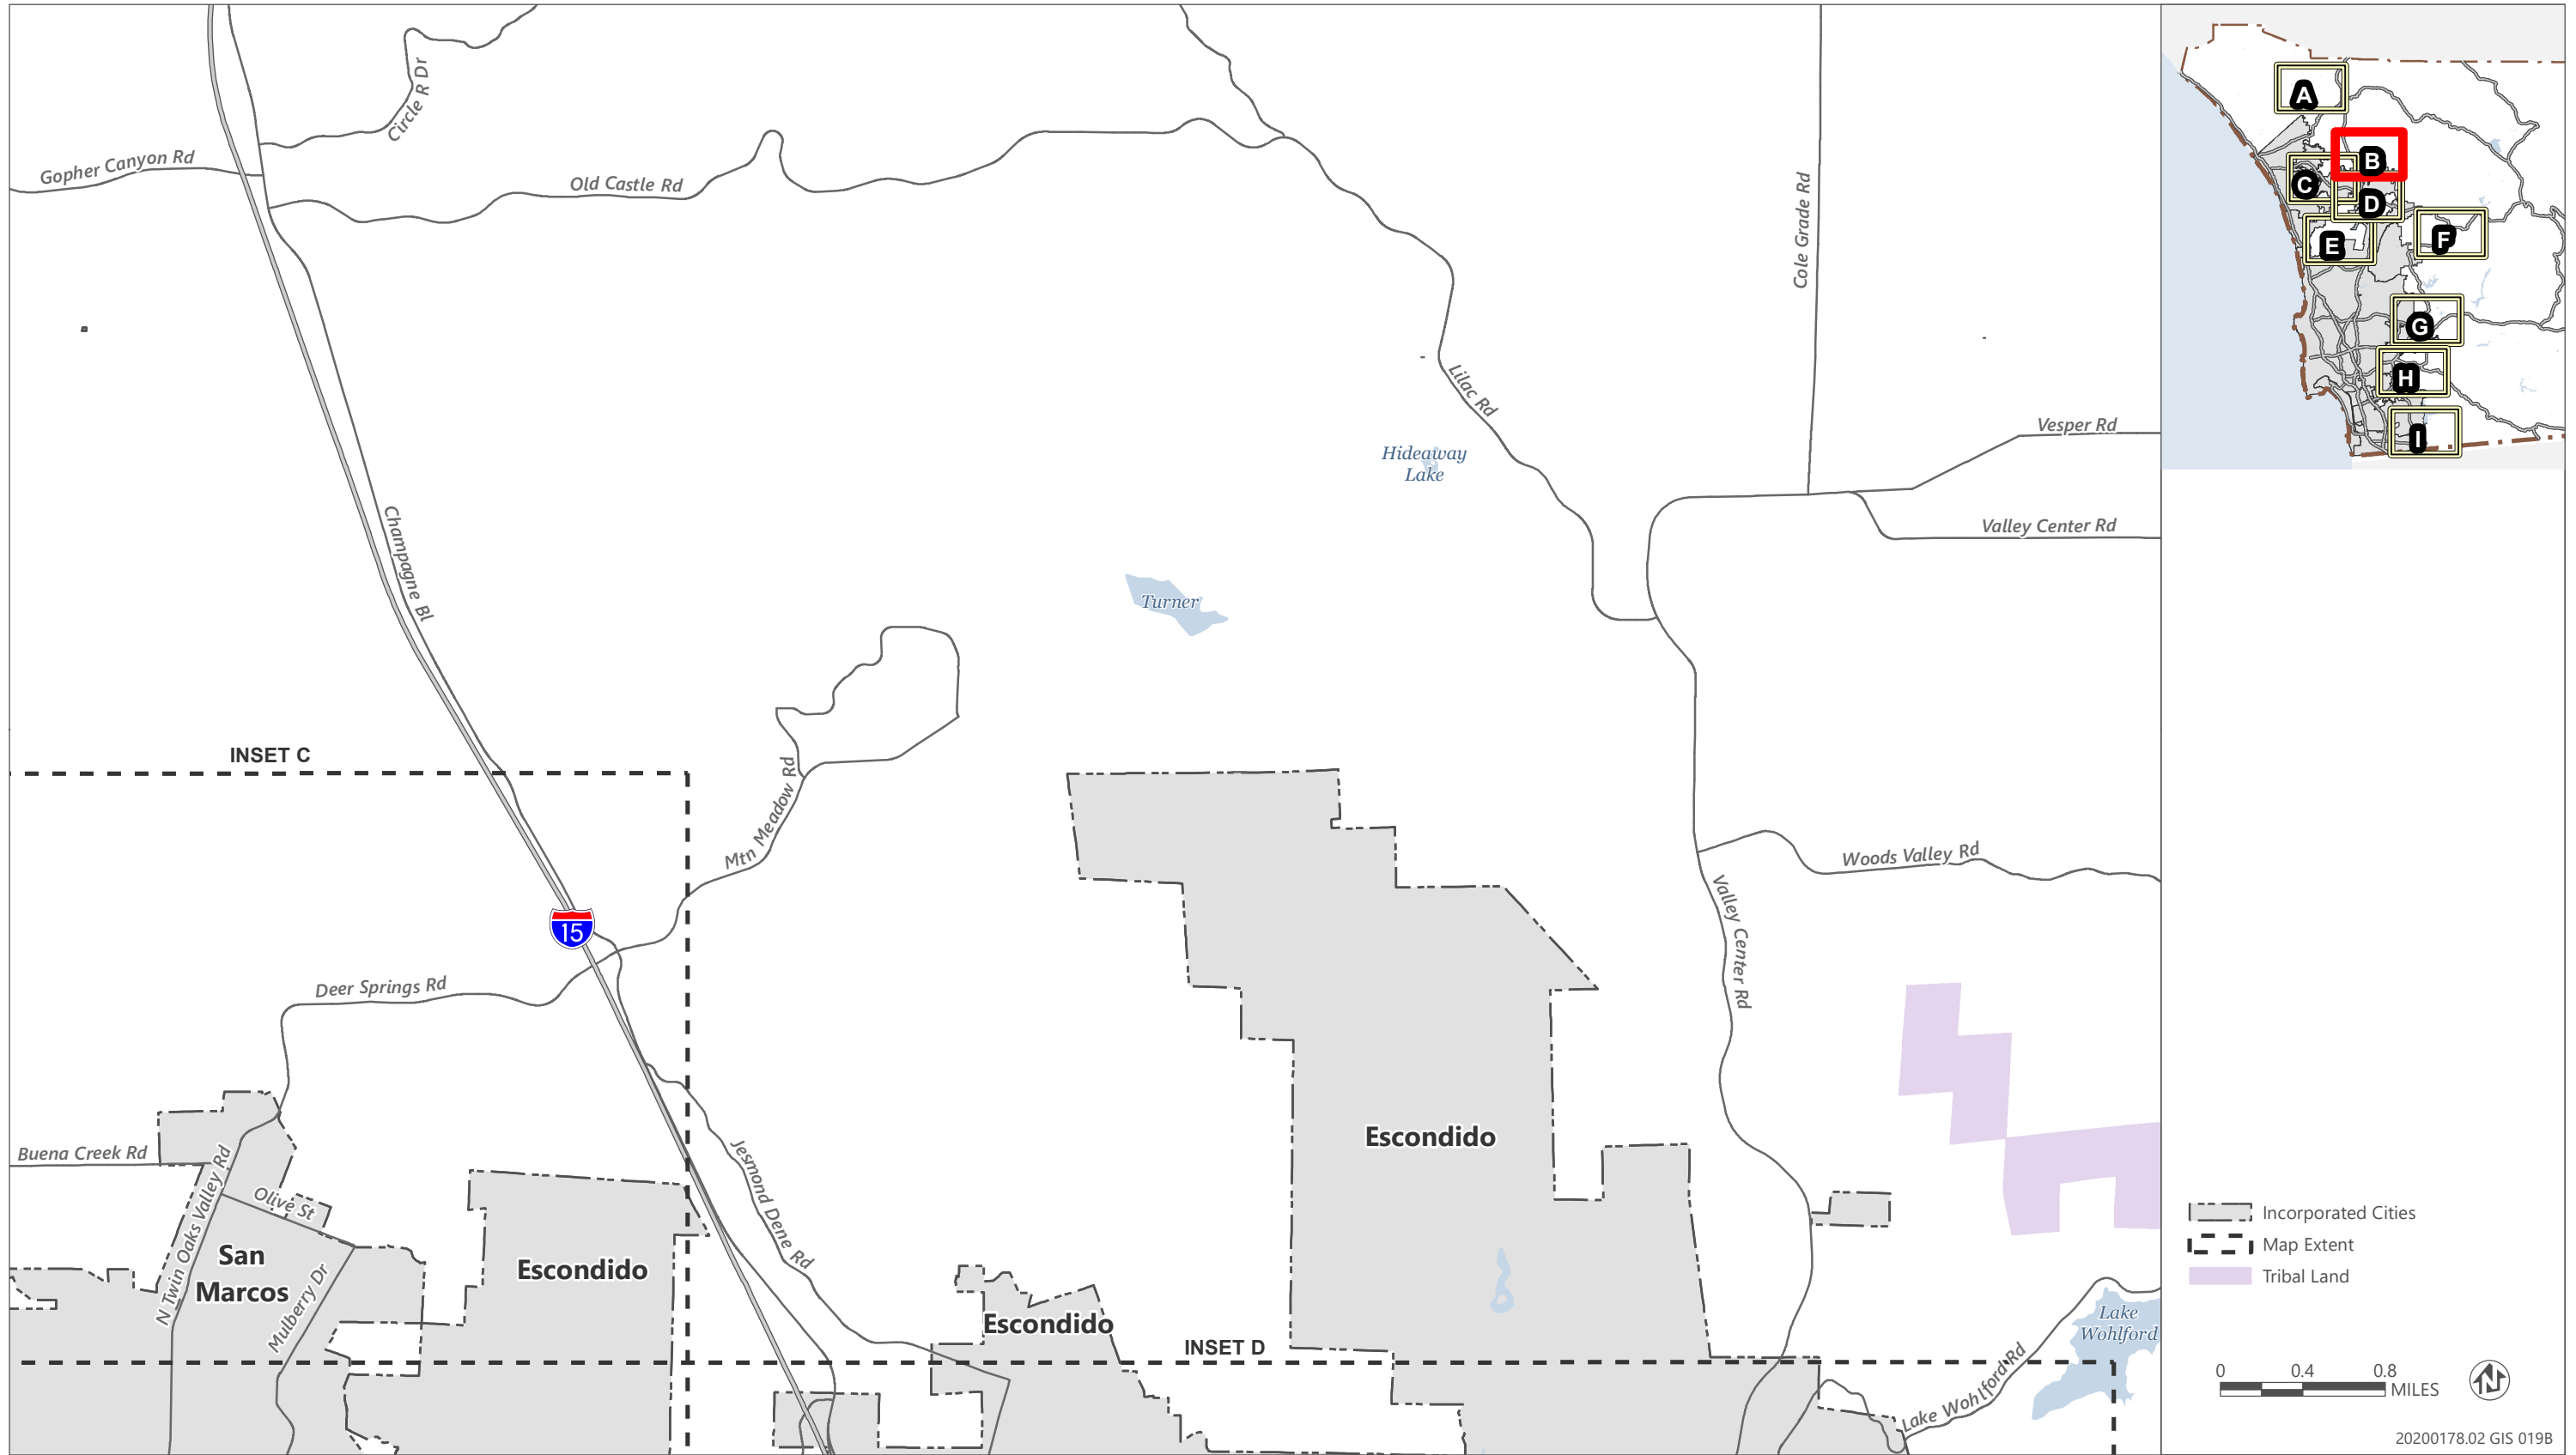 Circle R Dr
Gopher Canyon Rd
Old Castle Rd
Cole Grade Rd
Lilac Rd
Vesper Rd
Hideaway
Lake
Valley Center Rd
Champagne Bl
Turner
INSET C
Mtn Meadow Rd
Woods Valley Rd
Valley Center Rd
15
Deer Springs Rd
Escondido
Buena Creek Rd
N Twin Oaks Valley Rd
Olive St
Jesmond Dene Rd
San
Marcos
Mulberry Dr
Escondido
Escondido
INSET D
Lake
Wohlford
Lake Wohlford Rd
A
B
C
D
E
F
G
H
I
Incorporated Cities
Map Extent
Tribal Land
0 0.4 0.8
MILES
N
20200178.02 GIS 019B